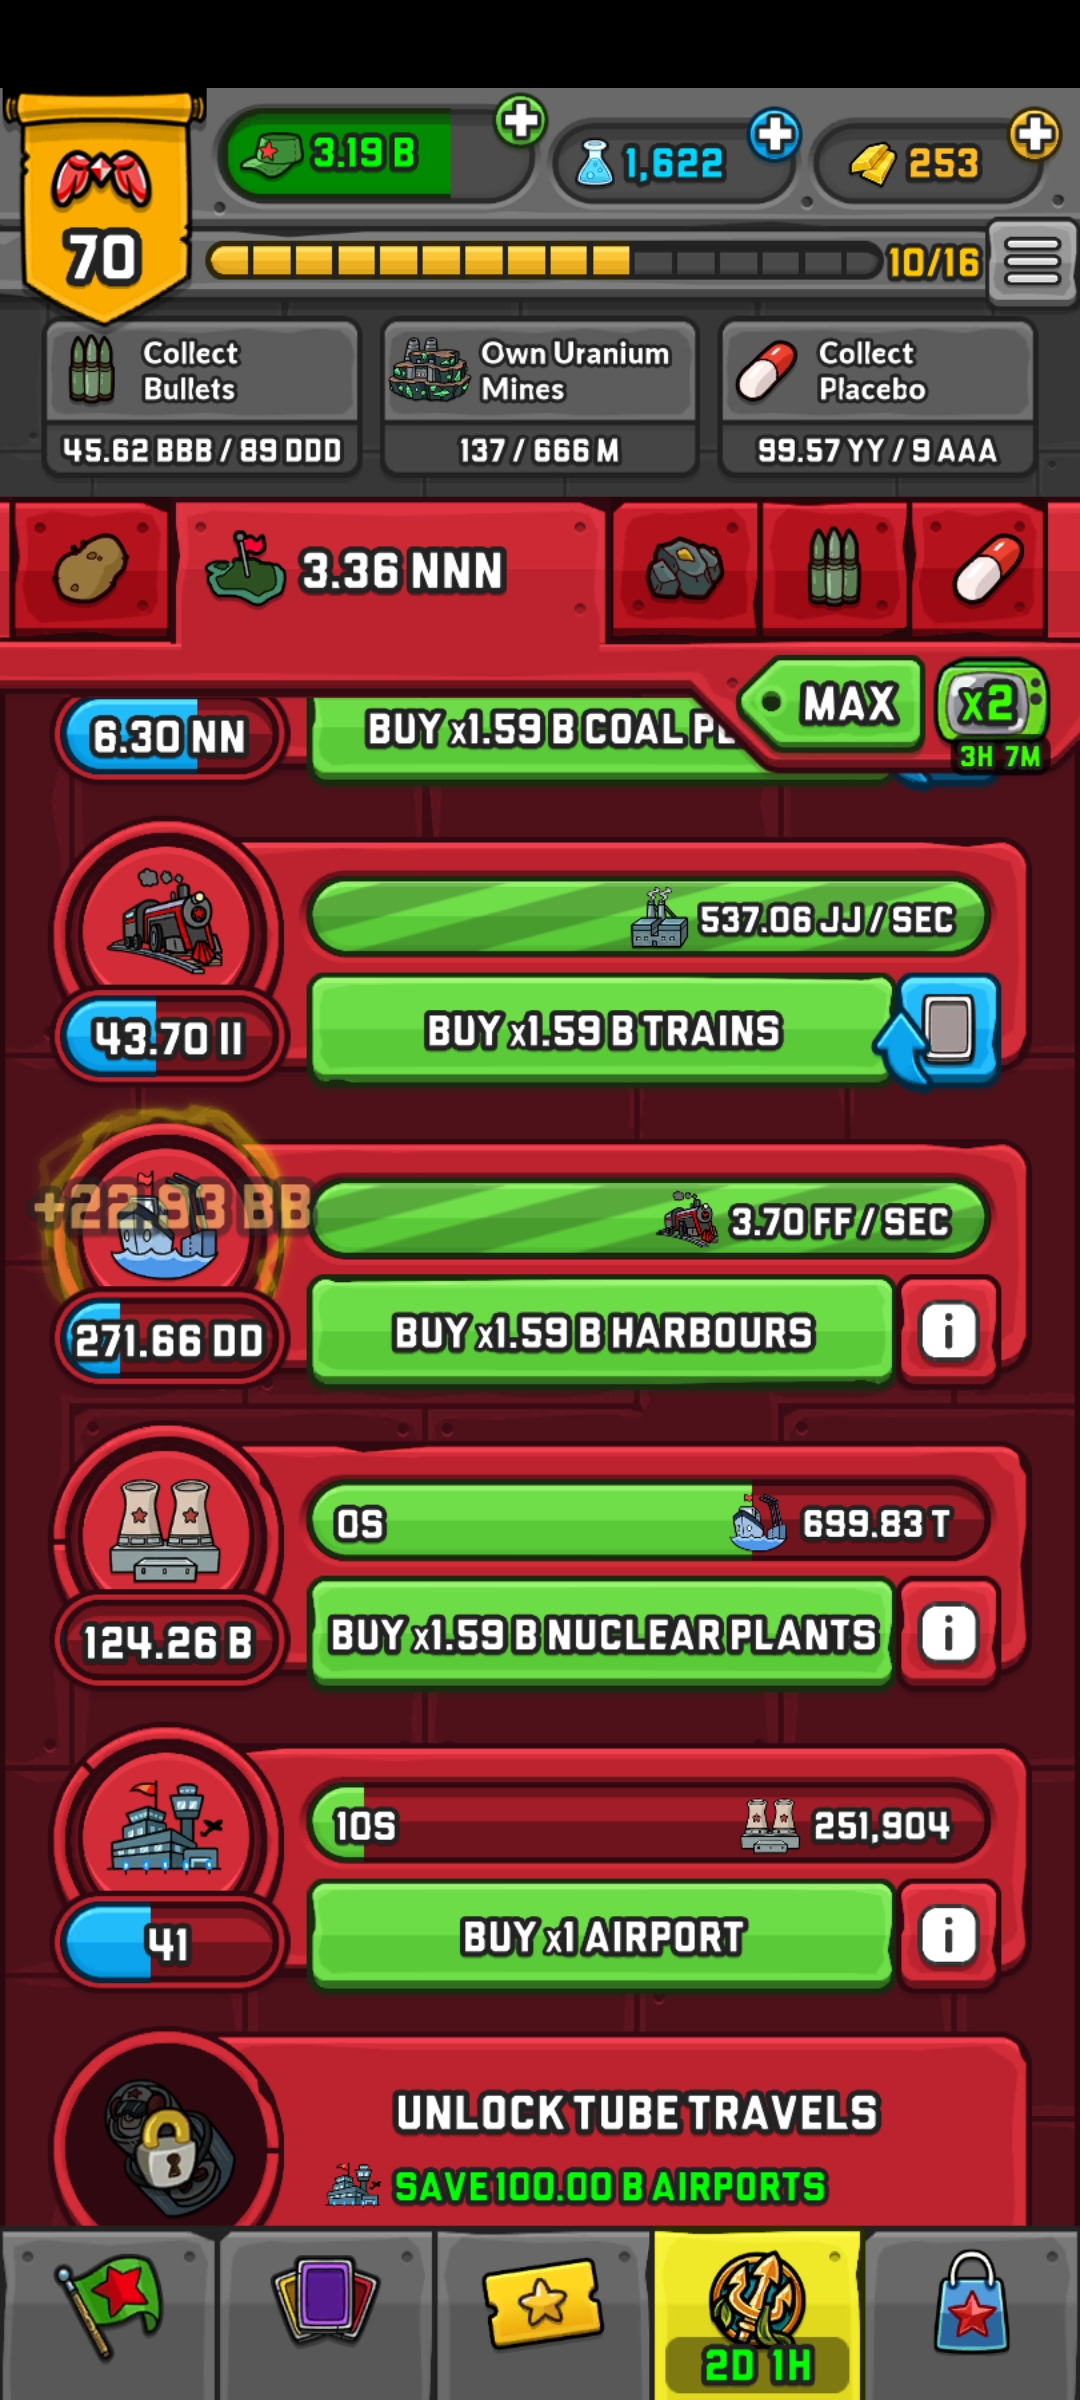 3.19 B
1,622
253
70
10/16
Collect
Bullets
45.62 BBB / 89 DDD
Own Uranium
Mines
137 / 666 M
Collect
Placebo
99.57 YY / 9 AAA
3.36 NNN
MAX
x2
3H 7M
6.30 NN
BUY x1.59 B COAL PL
537.06 JJ / SEC
43.70 II
BUY x1.59 B TRAINS
+22.93 BB
3.70 FF / SEC
271.66 DD
BUY x1.59 B HARBOURS
i
0S
699.83 T
124.26 B
BUY x1.59 B NUCLEAR PLANTS
i
10S
251,904
41
BUY x1 AIRPORT
i
UNLOCK TUBE TRAVELS
SAVE 100.00 B AIRPORTS
2D 1H